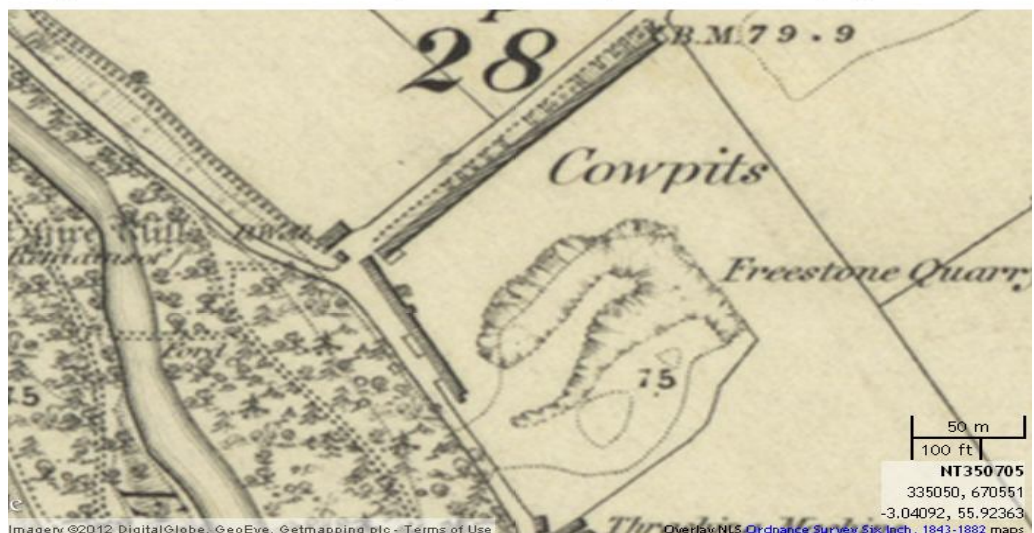 B.M. 79.9
28
Cowpits
Freestone Quarry
Ford
75
50 m
100 ft
NT350705
335050, 670551
-3.04092, 55.92363
Imagery ©2012 DigitalGlobe, GeoEye, Getmapping plc - Terms of Use
Overlay NLS Ordnance Survey Six Inch, 1843-1882 maps